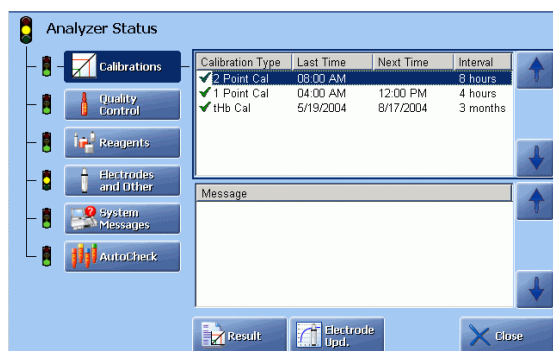 Analyzer Status
Calibrations
Quality
Control
Reagents
Electrodes
and Other
System
Messages
AutoCheck
Calibration Type Last Time Next Time Interval
2 Point Cal 08:00 AM 8 hours
1 Point Cal 04:00 AM 12:00 PM 4 hours
tHb Cal 5/19/2004 8/17/2004 3 months
Message
Result
Electrode
Upd.
Close